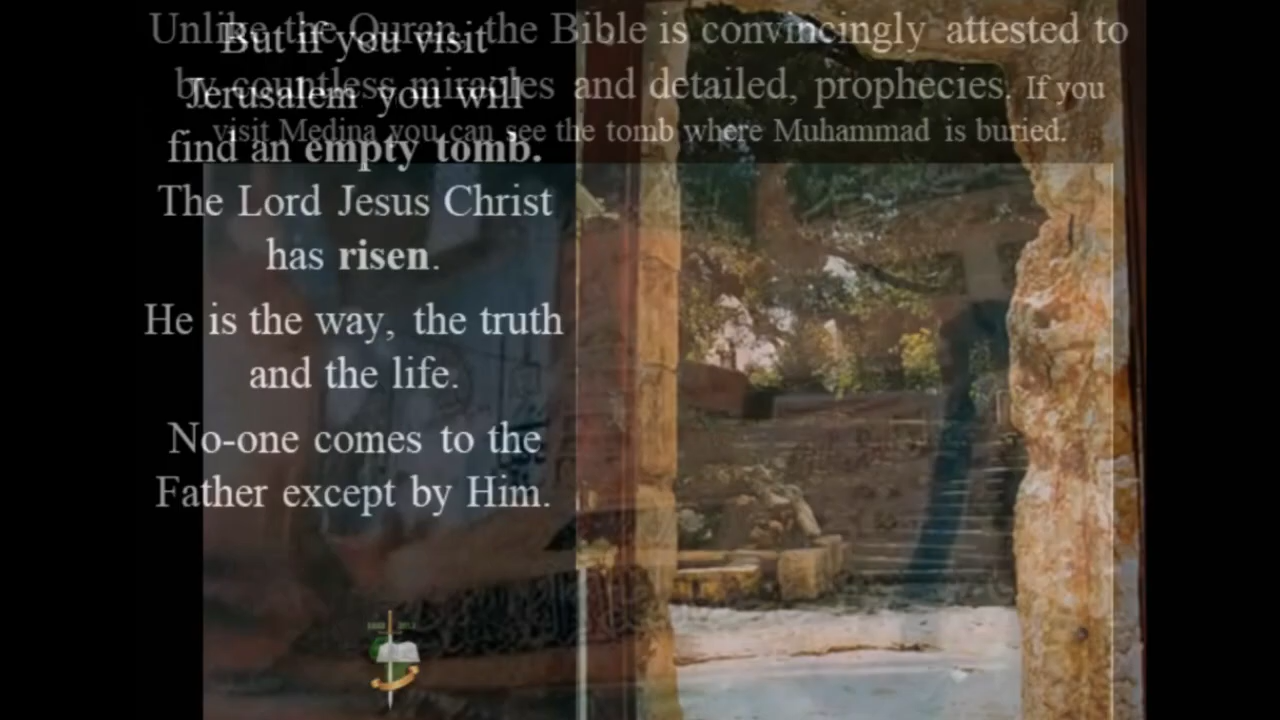 Unlike the Quran, the Bible is convincingly attested to
by countless miracles and detailed, prophecies. If you
visit Medina you can see the tomb where Muhammad is buried.
But if you visit
Jerusalem you will
find an empty tomb.
The Lord Jesus Christ
has risen.
He is the way, the truth
and the life.
No-one comes to the
Father except by Him.